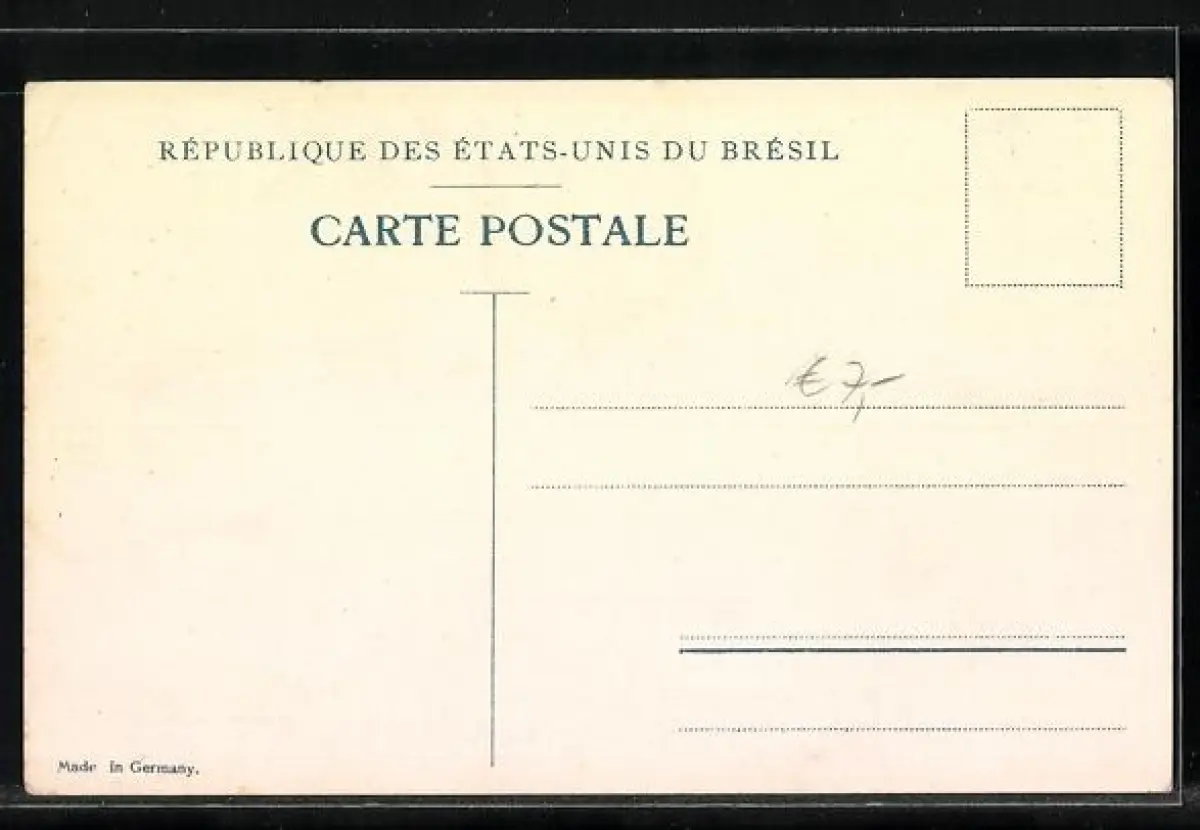 RÉPUBLIQUE DES ÉTATS-UNIS DU BRÉSIL
CARTE POSTALE
€ 7,-
Made in Germany.